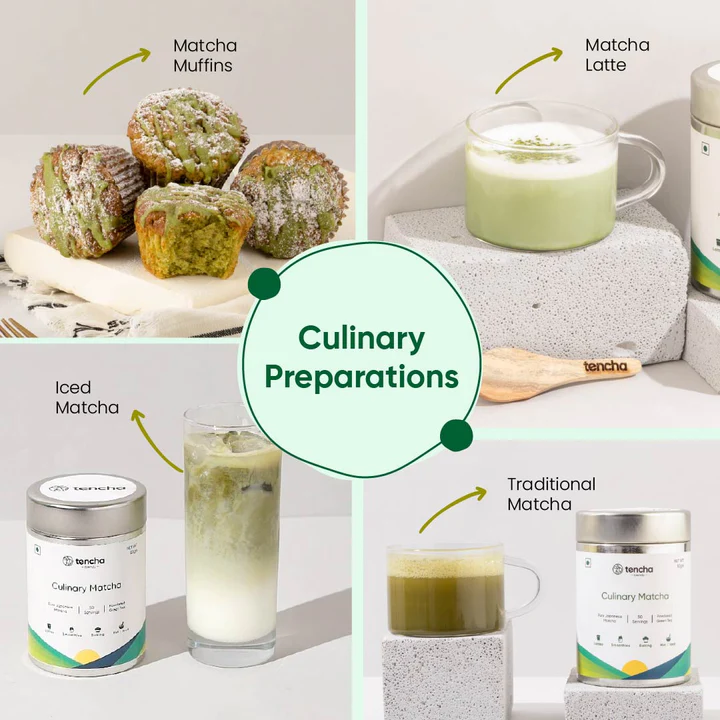 Matcha
Muffins
Matcha
Latte
Culinary
Preparations
tencha
Iced
Matcha
tencha
tencha
Culinary Matcha
Traditional
Matcha
tencha
Culinary Matcha